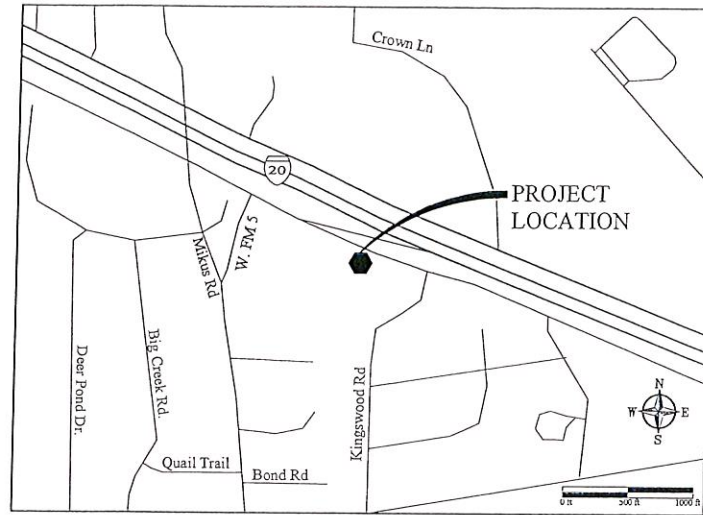 Crown Ln
20
PROJECT
LOCATION
W. FM 5
Mikus Rd
Big Creek Rd.
Deer Pond Dr.
Kingswood Rd
N
W E
S
Quail Trail
Bond Rd
0 ft 500 ft 1000 ft